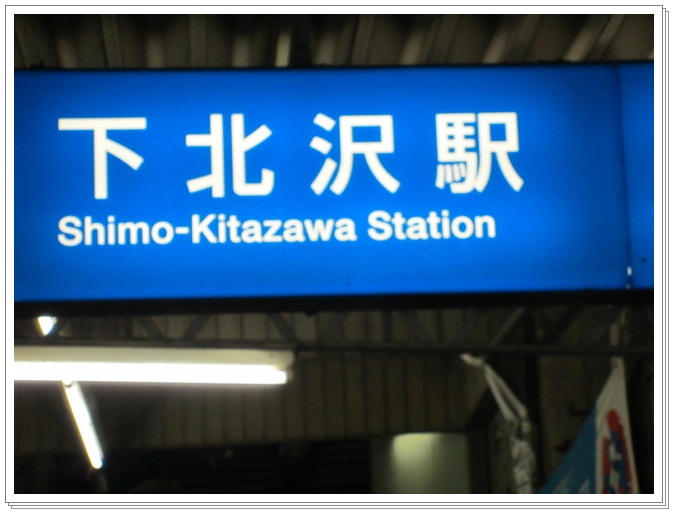 下北沢駅
Shimo-Kitazawa Station